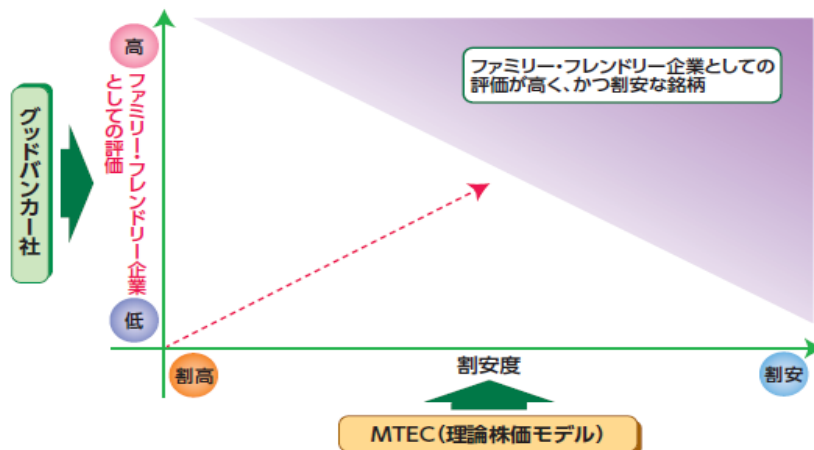 高
ファミリー・フレンドリー企業としての
評価が高く、かつ割安な銘柄
グッドバンカー社
ファミリー・フレンドリー企業
としての評価
低
割高
割安度
割安
MTEC(理論株価モデル)